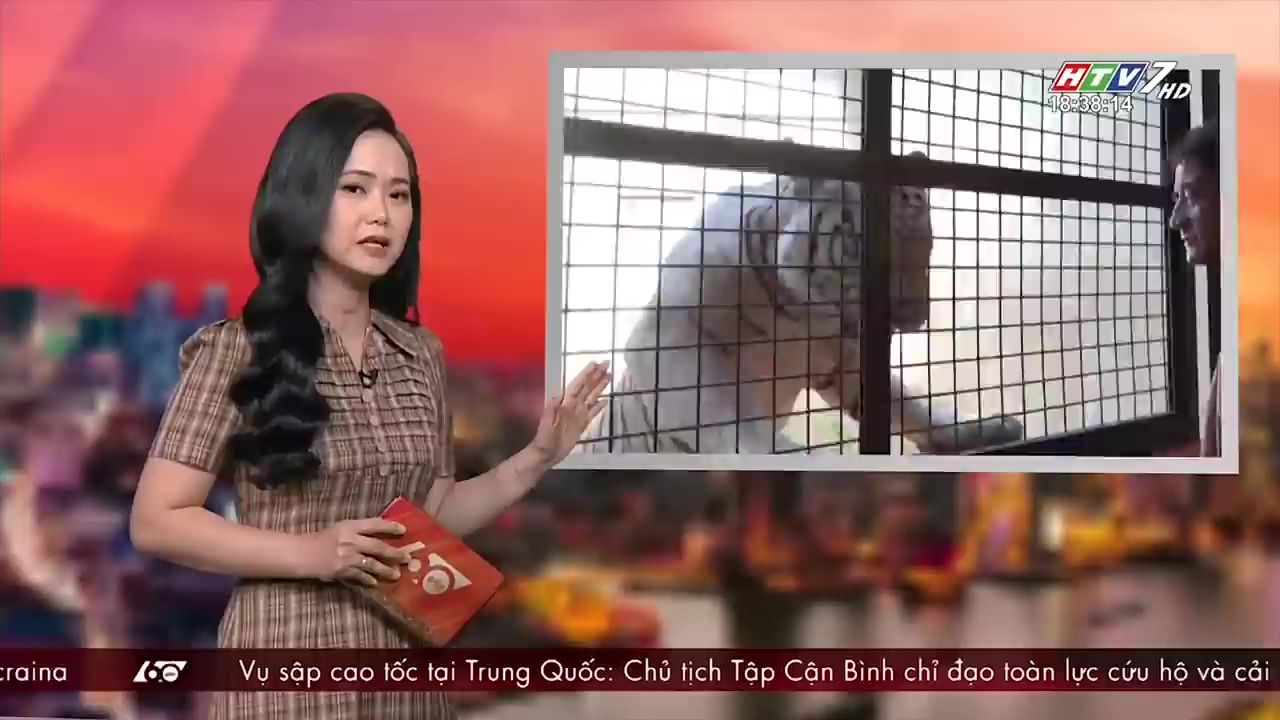 HTV7 HD
18:38:14
craina
60
Vụ sập cao tốc tại Trung Quốc: Chủ tịch Tập Cận Bình chỉ đạo toàn lực cứu hộ và cải